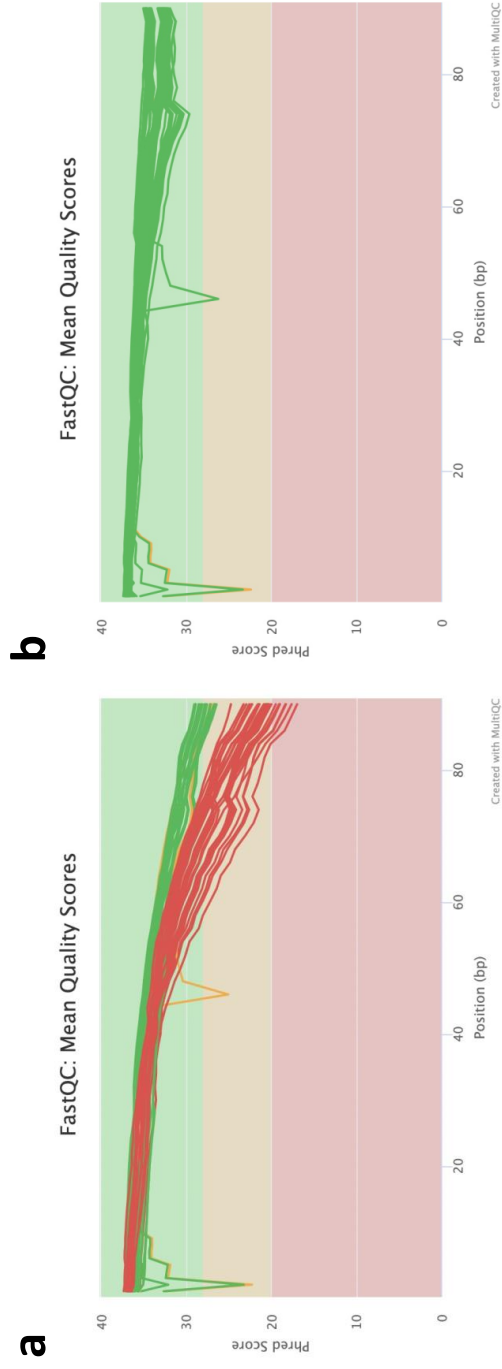 a
FastQC: Mean Quality Scores
40
30
20
10
0
Phred Score
20
40
60
80
Position (bp)
Created with MultiQC
b
FastQC: Mean Quality Scores
40
30
20
10
0
Phred Score
20
40
60
80
Position (bp)
Created with MultiQC